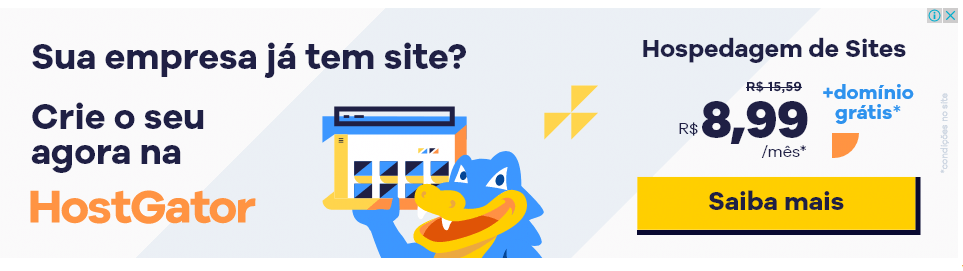 Sua empresa já tem site?
Crie o seu
agora na
HostGator
Hospedagem de Sites
R$ 15,59
R$ 8,99
/mês*
+domínio
grátis*
Saiba mais
*condições no site